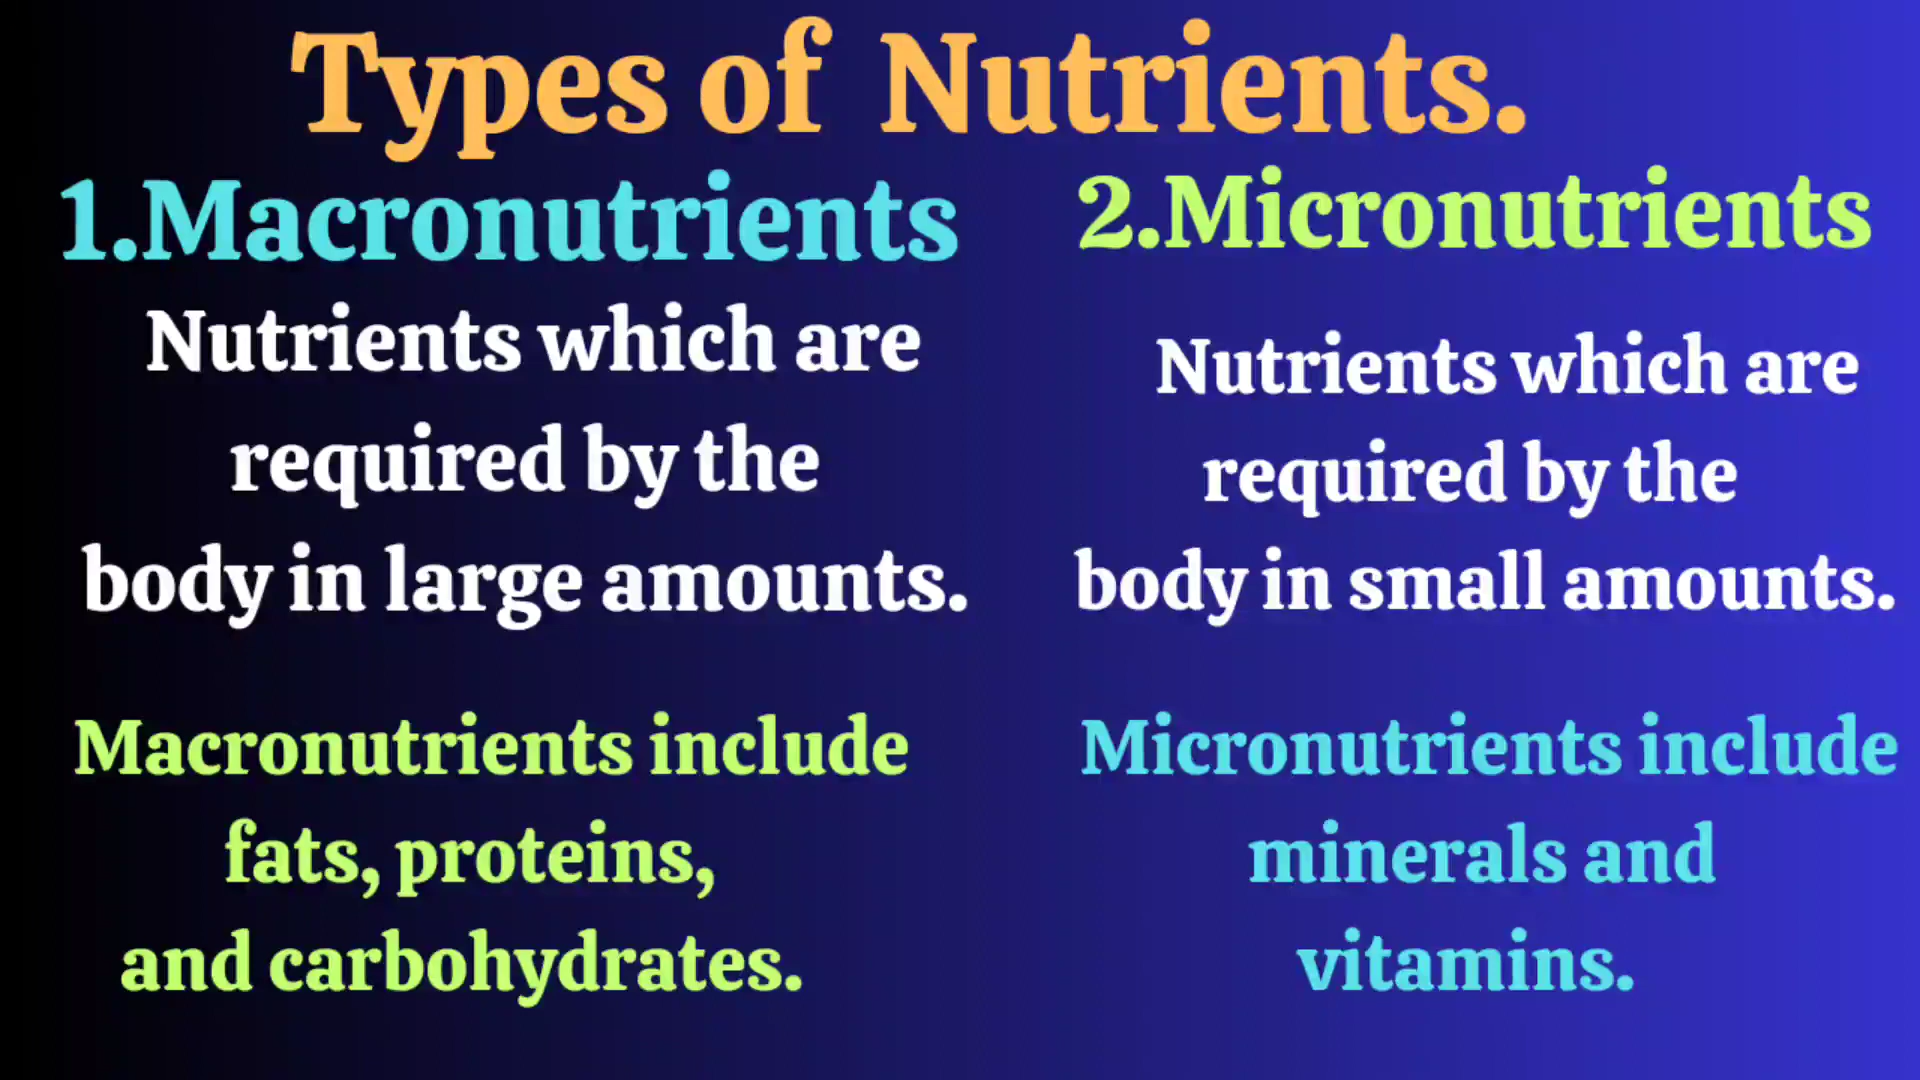 Types of Nutrients.
1.Macronutrients
Nutrients which are
required by the
body in large amounts.
Macronutrients include
fats, proteins,
and carbohydrates.
2.Micronutrients
Nutrients which are
required by the
body in small amounts.
Micronutrients include
minerals and
vitamins.